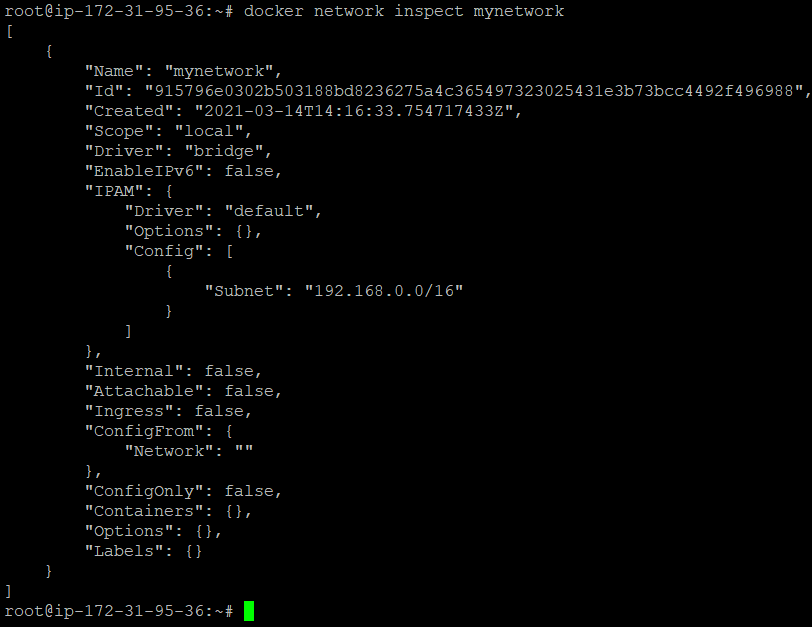 root@ip-172-31-95-36:~# docker network inspect mynetwork
[
    {
        "Name": "mynetwork",
        "Id": "915796e0302b503188bd8236275a4c365497323025431e3b73bcc4492f496988",
        "Created": "2021-03-14T14:16:33.754717433Z",
        "Scope": "local",
        "Driver": "bridge",
        "EnableIPv6": false,
        "IPAM": {
            "Driver": "default",
            "Options": {},
            "Config": [
                {
                    "Subnet": "192.168.0.0/16"
                }
            ]
        },
        "Internal": false,
        "Attachable": false,
        "Ingress": false,
        "ConfigFrom": {
            "Network": ""
        },
        "ConfigOnly": false,
        "Containers": {},
        "Options": {},
        "Labels": {}
    }
]
root@ip-172-31-95-36:~#